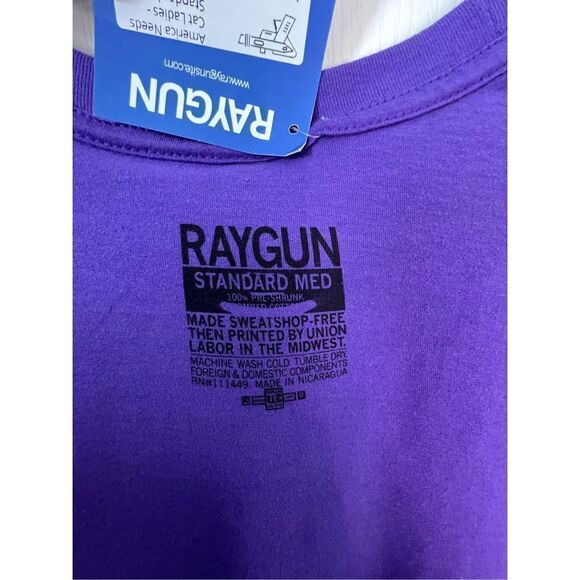 America Needs
Cat Ladies -
www.raygunsite.com
RAYGUN
RAYGUN
STANDARD MED
100% PRE-SHRUNK
MADE SWEATSHOP-FREE
THEN PRINTED BY UNION
LABOR IN THE MIDWEST.
MACHINE WASH COLD. TUMBLE DRY.
FOREIGN & DOMESTIC COMPONENTS
RN#111449. MADE IN NICARAGUA